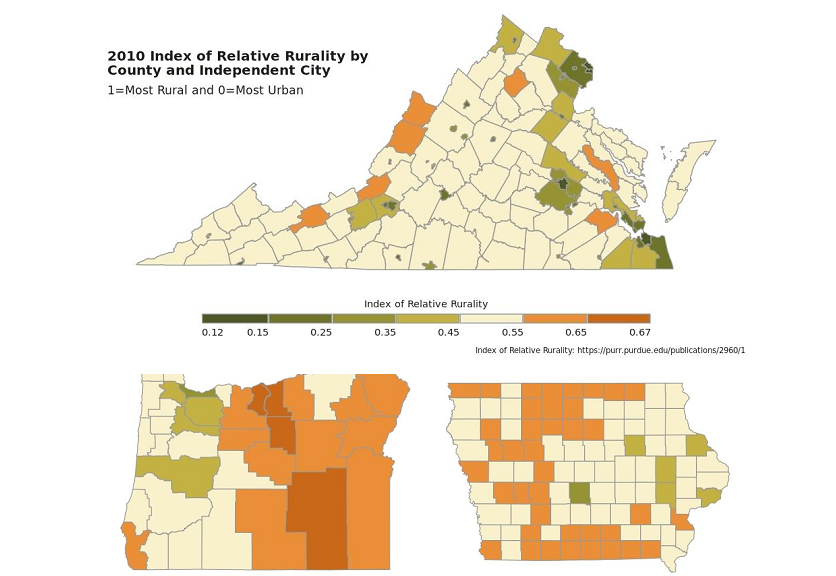 2010 Index of Relative Rurality by
County and Independent City
1=Most Rural and 0=Most Urban
Index of Relative Rurality
0.12 0.15 0.25 0.35 0.45 0.55 0.65 0.67
Index of Relative Rurality: https://purr.purdue.edu/publications/2960/1